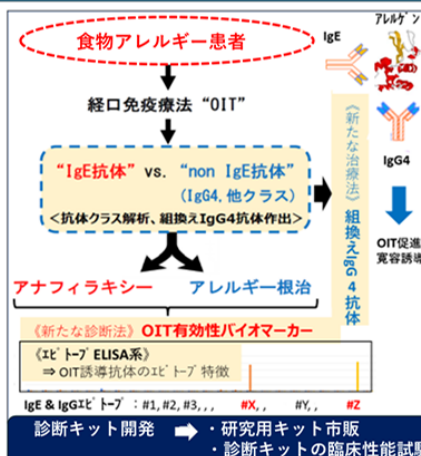 食物アレルギー患者
IgE
アレルゲン
経口免疫療法“OIT”
IgG4
“IgE抗体” vs. “non IgE抗体”
(IgG4, 他クラス)
<抗体クラス解析、組換えIgG4抗体作出>
《新たな治療法》組換えIgG4抗体
OIT促進
寛容誘導
アナフィラキシー
アレルギー根治
《新たな診断法》OIT有効性バイオマーカー
《エピトープELISA系》
⇒OIT誘導抗体のエピトープ特徴
IgE & IgGエピトープ : #1, #2, #3, , , #X, , #Y, , #Z
診断キット開発 ➡ ・研究用キット市販
・診断キットの臨床性能試験